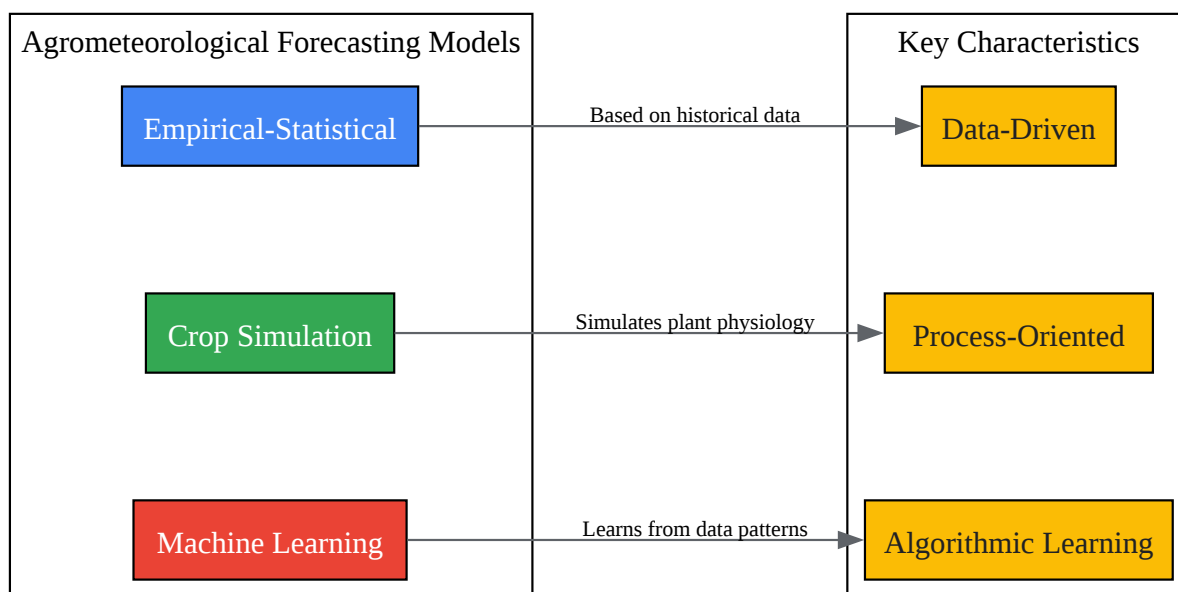 Agrometeorological Forecasting Models
Key Characteristics
Empirical-Statistical
Based on historical data
Data-Driven
Crop Simulation
Simulates plant physiology
Process-Oriented
Machine Learning
Learns from data patterns
Algorithmic Learning